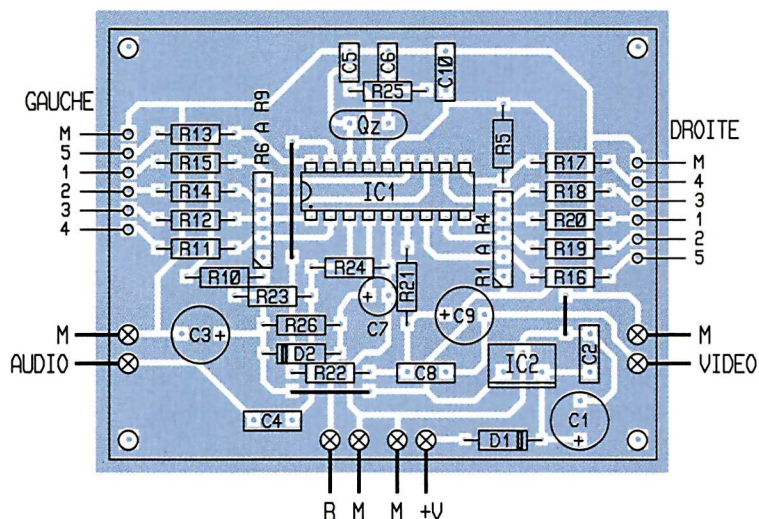 C5 C6 C10
R25
GAUCHE
R9
A
R6
Qz
R5
DROITE
M
5
1
2
3
4
R13
R15
R14
R12
R11
IC1
R4
A
R1
R17
R18
R20
R19
R16
M
4
3
1
2
5
R10
R23
R24
R21
+
C7
+C9
M
AUDIO
C3+
R26
D2
R22
C8
IC2
C2
M
VIDEO
C4
D1
C1
+
R M M +V